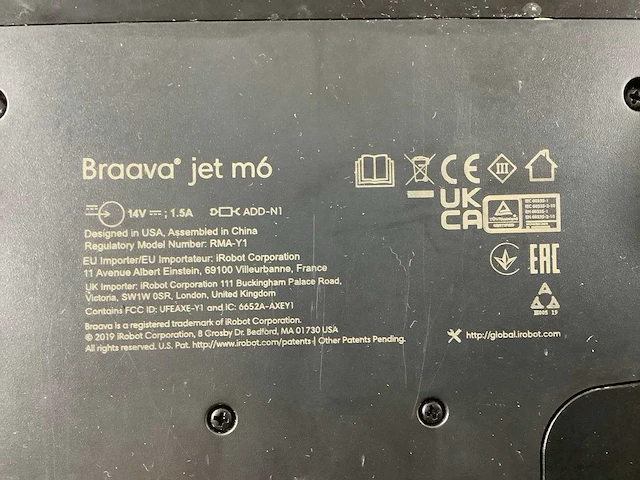 Braava® jet m6
14V ⎓ ; 1.5A ADD-N1
Designed in USA, Assembled in China
Regulatory Model Number: RMA-Y1
EU Importer/EU Importateur: iRobot Corporation
11 Avenue Albert Einstein, 69100 Villeurbanne, France
UK Importer: iRobot Corporation 111 Buckingham Palace Road,
Victoria, SW1W 0SR, London, United Kingdom
Contains FCC ID: UFEAXE-Y1 and IC: 6652A-AXEY1
Braava is a registered trademark of iRobot Corporation.
© 2019 iRobot Corporation, 8 Crosby Dr. Bedford, MA 01730 USA
All rights reserved. U.S. Pat. http://www.irobot.com/patents | Other Patents Pending.
CE
III
UK
CA
EAC
http://global.irobot.com